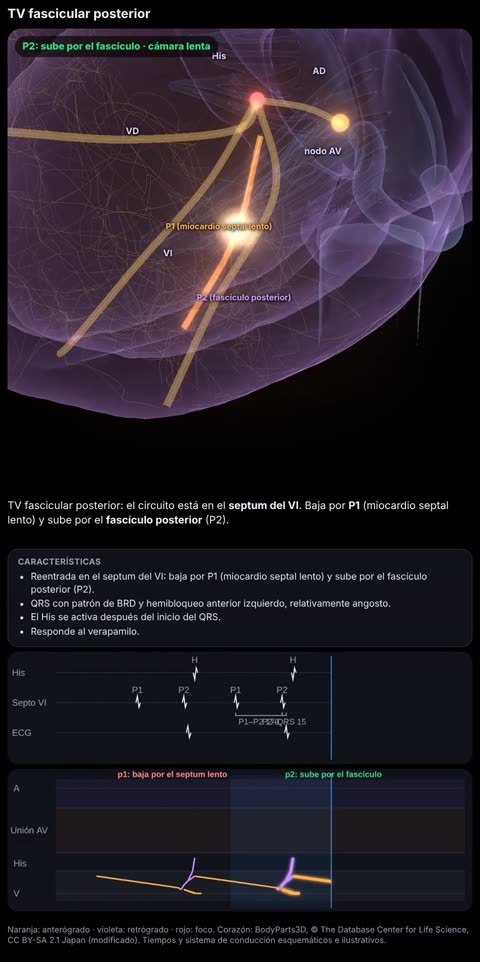 TV fascicular posterior
P2: sube por el fascículo · cámara lenta
His
AD
VD
nodo AV
P1 (miocardio septal lento)
VI
P2 (fascículo posterior)
TV fascicular posterior: el circuito está en el septum del VI. Baja por P1 (miocardio septal
lento) y sube por el fascículo posterior (P2).
CARACTERÍSTICAS
• Reentrada en el septum del VI: baja por P1 (miocardio septal lento) y sube por el fascículo
posterior (P2).
• QRS con patrón de BRD y hemibloqueo anterior izquierdo, relativamente angosto.
• El His se activa después del inicio del QRS.
• Responde al verapamilo.
H H
His
P1 P2 P1 P2
Septo VI
P1–P2 QRS 15
ECG
p1: baja por el septum lento p2: sube por el fascículo
A
Unión AV
His
V
Naranja: anterógrado · violeta: retrógrado · rojo: foco. Corazón: BodyParts3D, © The Database Center for Life Science,
CC BY-SA 2.1 Japan (modificado). Tiempos y sistema de conducción esquemáticos e ilustrativos.